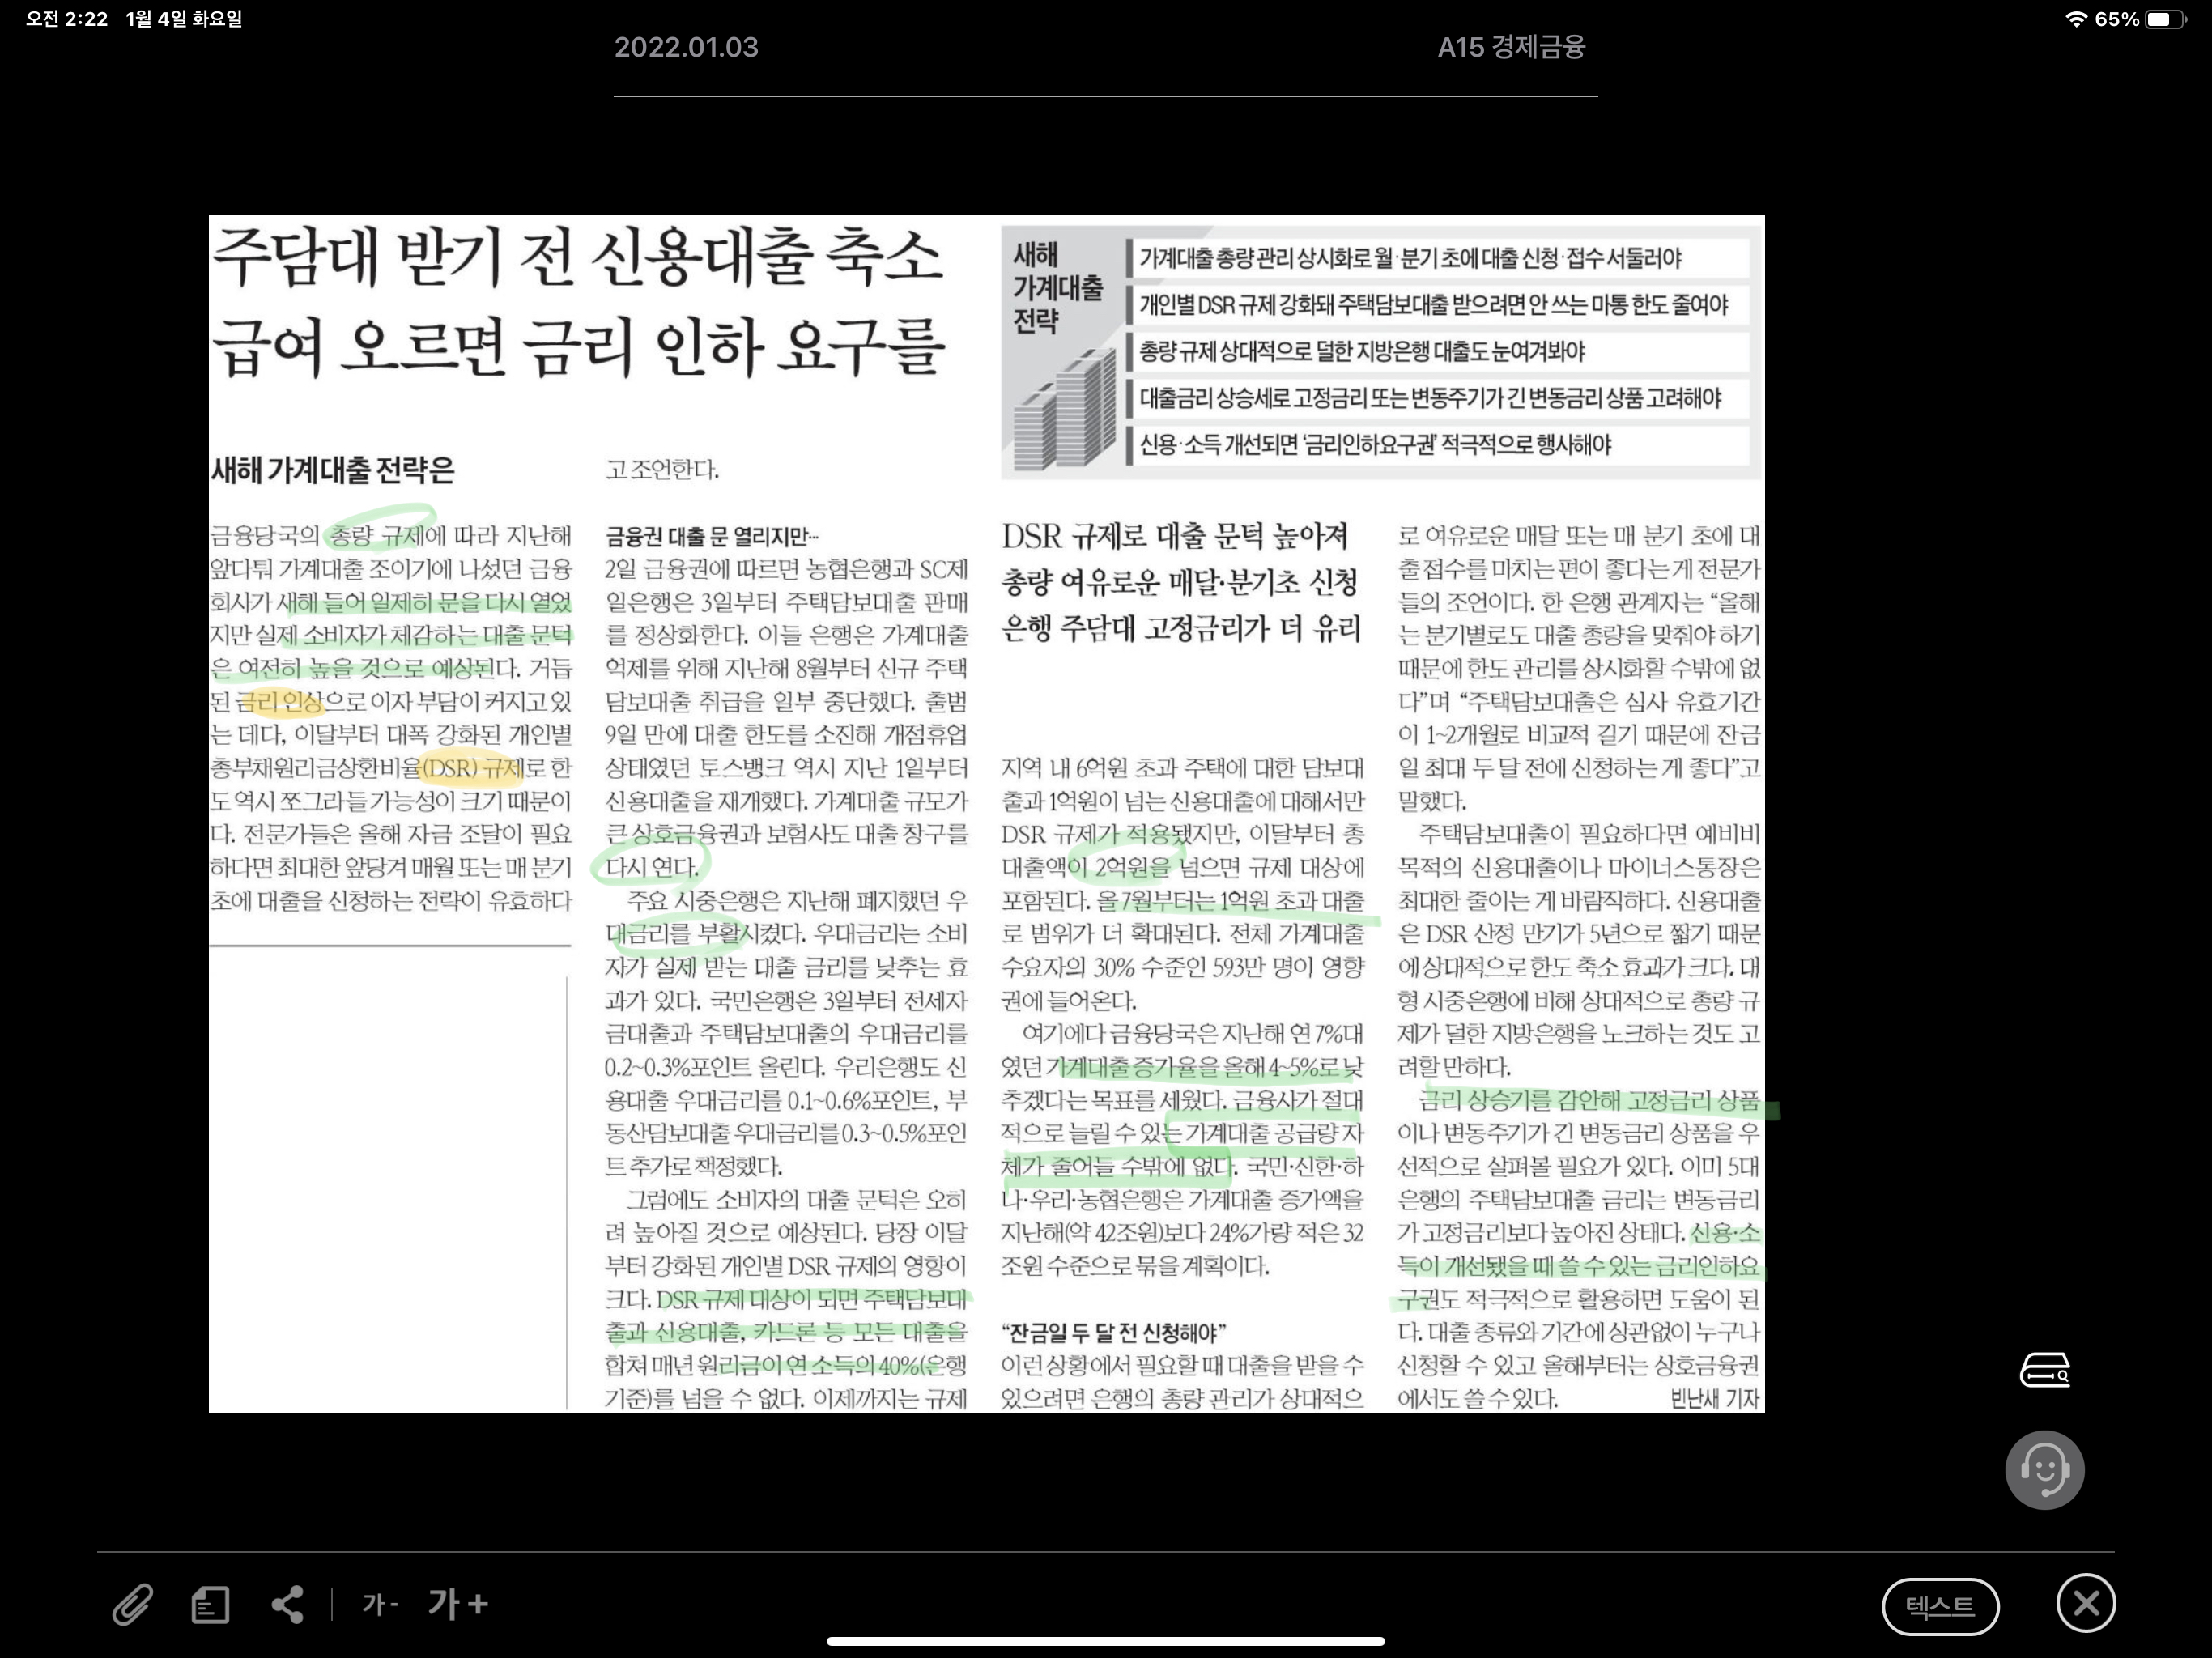 오전 2:22 1월 4일 화요일
65%
2022.01.03
A15 경제금융
주담대 받기 전 신용대출 축소
급여 오르면 금리 인하 요구를
새해
가계대출
전략
가계대출 총량 관리 상시화로 월·분기 초에 대출 신청·접수 서둘러야
개인별 DSR 규제 강화돼 주택담보대출 받으려면 안 쓰는 마통 한도 줄여야
총량 규제 상대적으로 덜한 지방은행 대출도 눈여겨봐야
대출금리 상승세로 고정금리 또는 변동주기가 긴 변동금리 상품 고려해야
신용·소득 개선되면 ‘금리인하요구권’ 적극적으로 행사해야
새해 가계대출 전략은
금융당국의 총량 규제에 따라 지난해
앞다퉈 가계대출 조이기에 나섰던 금융
회사가 새해 들어 일제히 문을 다시 열었
지만 실제 소비자가 체감하는 대출 문턱
은 여전히 높을 것으로 예상된다. 거듭
된 금리 인상으로 이자 부담이 커지고 있
는 데다, 이달부터 대폭 강화된 개인별
총부채원리금상환비율(DSR) 규제로 한
도 역시 쪼그라들 가능성이 크기 때문이
다. 전문가들은 올해 자금 조달이 필요
하다면 최대한 앞당겨 매월 또는 매 분기
초에 대출을 신청하는 전략이 유효하다
고 조언한다.
금융권 대출 문 열리지만…
2일 금융권에 따르면 농협은행과 SC제
일은행은 3일부터 주택담보대출 판매
를 정상화한다. 이들 은행은 가계대출
억제를 위해 지난해 8월부터 신규 주택
담보대출 취급을 일부 중단했다. 출범
9일 만에 대출 한도를 소진해 개점휴업
상태였던 토스뱅크 역시 지난 1일부터
신용대출을 재개했다. 가계대출 규모가
큰 상호금융권과 보험사도 대출 창구를
다시 연다.
주요 시중은행은 지난해 폐지했던 우
대금리를 부활시켰다. 우대금리는 소비
자가 실제 받는 대출 금리를 낮추는 효
과가 있다. 국민은행은 3일부터 전세자
금대출과 주택담보대출의 우대금리를
0.2~0.3%포인트 올린다. 우리은행도 신
용대출 우대금리를 0.1~0.6%포인트, 부
동산담보대출 우대금리를 0.3~0.5%포인
트 추가로 책정했다.
그럼에도 소비자의 대출 문턱은 오히
려 높아질 것으로 예상된다. 당장 이달
부터 강화된 개인별 DSR 규제의 영향이
크다. DSR 규제 대상이 되면 주택담보대
출과 신용대출, 카드론 등 모든 대출을
합쳐 매년 원리금이 연 소득의 40%(은행
기준)를 넘을 수 없다. 이제까지는 규제
DSR 규제로 대출 문턱 높아져
총량 여유로운 매달·분기초 신청
은행 주담대 고정금리가 더 유리
지역 내 6억원 초과 주택에 대한 담보대
출과 1억원이 넘는 신용대출에 대해서만
DSR 규제가 적용됐지만, 이달부터 총
대출액이 2억원을 넘으면 규제 대상에
포함된다. 올 7월부터는 1억원 초과 대출
로 범위가 더 확대된다. 전체 가계대출
수요자의 30% 수준인 593만 명이 영향
권에 들어온다.
여기에다 금융당국은 지난해 연 7%대
였던 가계대출 증가율을 올해 4~5%로 낮
추겠다는 목표를 세웠다. 금융사가 절대
적으로 늘릴 수 있는 가계대출 공급량 자
체가 줄어들 수밖에 없다. 국민·신한·하
나·우리·농협은행은 가계대출 증가액을
지난해(약 42조원)보다 24%가량 적은 32
조원 수준으로 묶을 계획이다.
“잔금일 두 달 전 신청해야”
이런 상황에서 필요할 때 대출을 받을 수
있으려면 은행의 총량 관리가 상대적으
로 여유로운 매달 또는 매 분기 초에 대
출 접수를 마치는 편이 좋다는 게 전문가
들의 조언이다. 한 은행 관계자는 “올해
는 분기별로도 대출 총량을 맞춰야 하기
때문에 한도 관리를 상시화할 수밖에 없
다”며 “주택담보대출은 심사 유효기간
이 1~2개월로 비교적 길기 때문에 잔금
일 최대 두 달 전에 신청하는 게 좋다”고
말했다.
주택담보대출이 필요하다면 예비비
목적의 신용대출이나 마이너스통장은
최대한 줄이는 게 바람직하다. 신용대출
은 DSR 산정 만기가 5년으로 짧기 때문
에 상대적으로 한도 축소 효과가 크다. 대
형 시중은행에 비해 상대적으로 총량 규
제가 덜한 지방은행을 노크하는 것도 고
려할 만하다.
금리 상승기를 감안해 고정금리 상품
이나 변동주기가 긴 변동금리 상품을 우
선적으로 살펴볼 필요가 있다. 이미 5대
은행의 주택담보대출 금리는 변동금리
가 고정금리보다 높아진 상태다. 신용·소
득이 개선됐을 때 쓸 수 있는 금리인하요
구권도 적극적으로 활용하면 도움이 된
다. 대출 종류와 기간에 상관없이 누구나
신청할 수 있고 올해부터는 상호금융권
에서도 쓸 수 있다.
빈난새 기자
가 -
가 +
텍스트